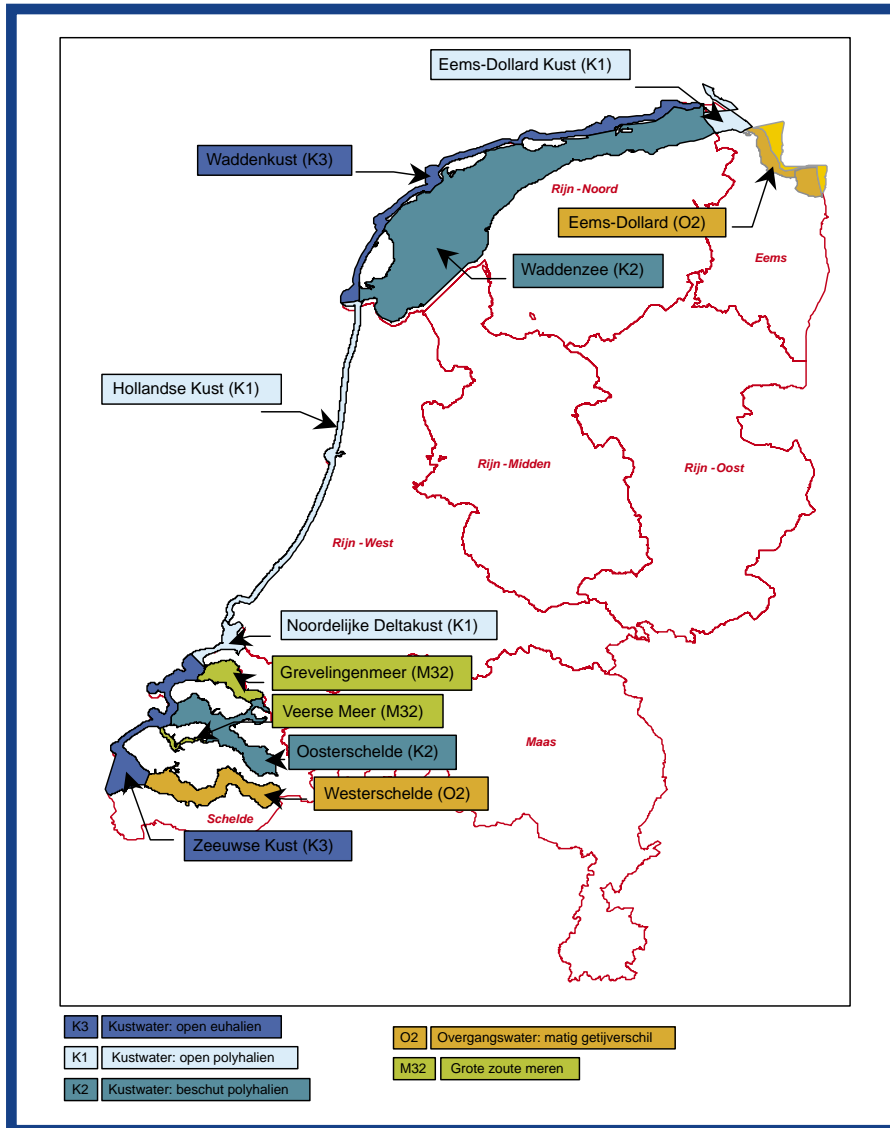 Eems-Dollard Kust (K1)
Waddenkust (K3)
Rijn-Noord
Eems-Dollard (O2)
Eems
Waddenzee (K2)
Hollandse Kust (K1)
Rijn-Midden
Rijn-Oost
Rijn-West
Noordelijke Deltakust (K1)
Grevelingenmeer (M32)
Veerse Meer (M32)
Maas
Oosterschelde (K2)
Westerschelde (O2)
Schelde
Zeeuwse Kust (K3)
K3 Kustwater: open euhalien
K1 Kustwater: open polyhalien
K2 Kustwater: beschut polyhalien
O2 Overgangswater: matig getijverschil
M32 Grote zoute meren